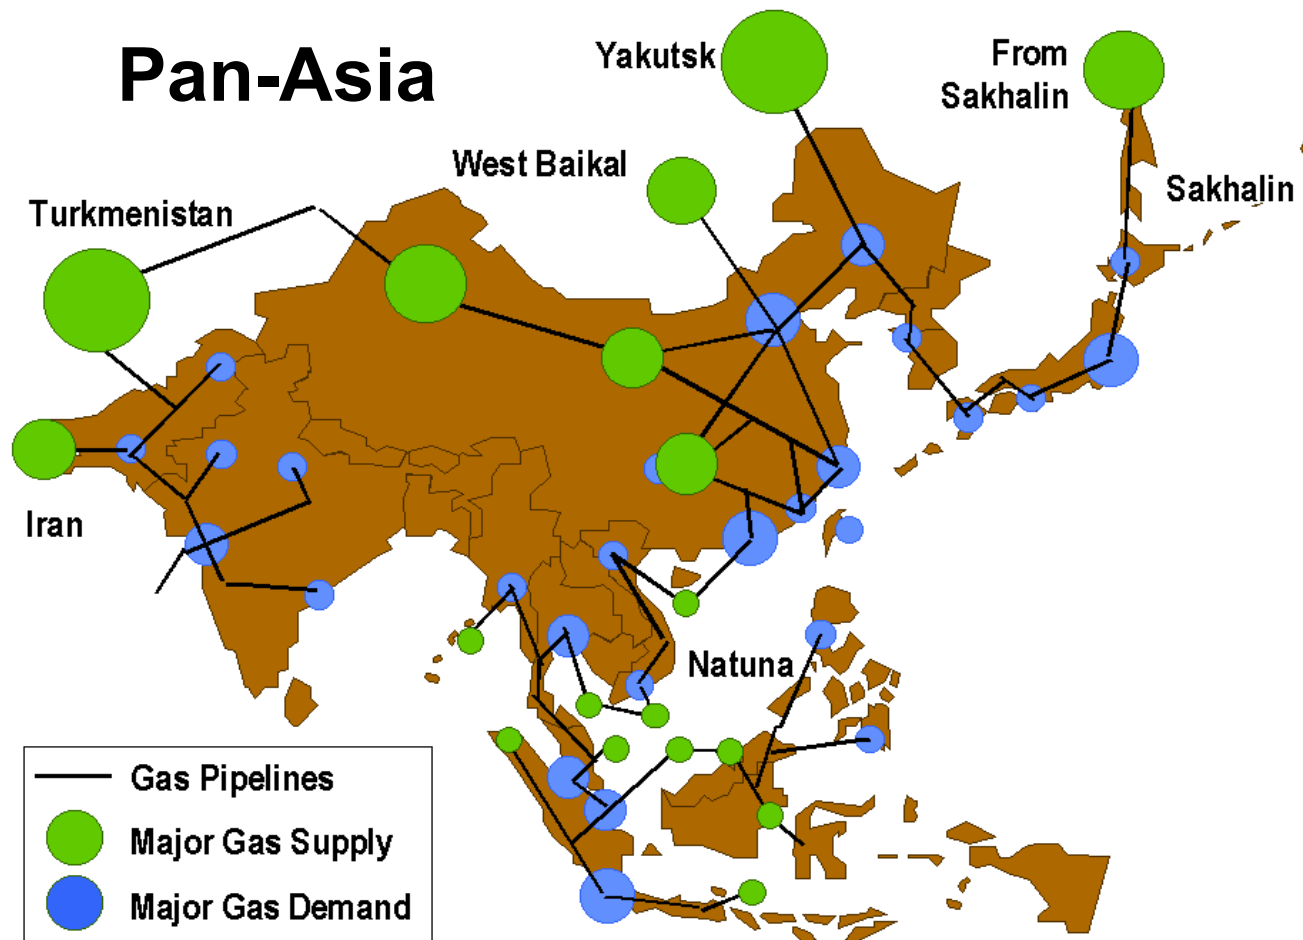 Pan-Asia
Yakutsk
From
Sakhalin
West Baikal
Sakhalin
Turkmenistan
Iran
Natuna
Gas Pipelines
Major Gas Supply
Major Gas Demand